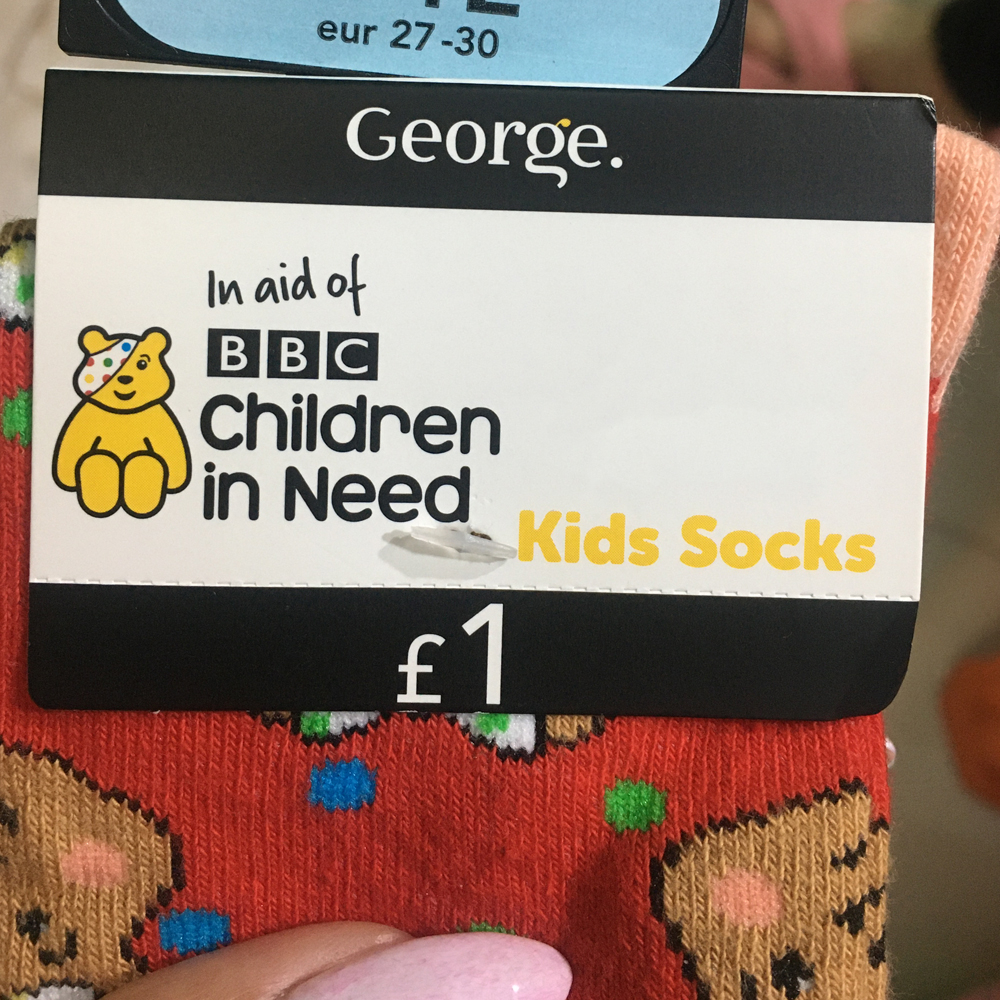 eur 27-30
George.
In aid of
BBC
Children
in Need
Kids Socks
£1